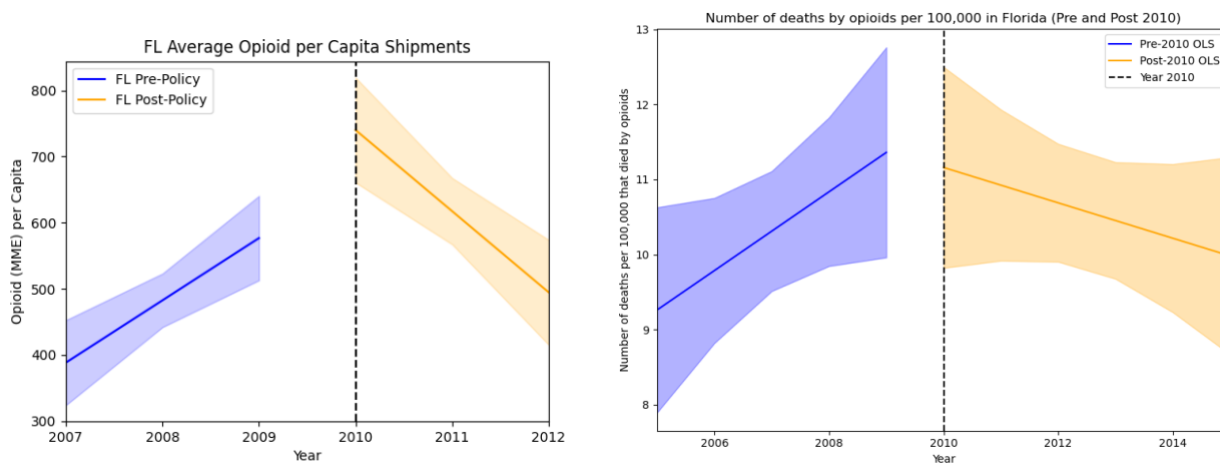 FL Average Opioid per Capita Shipments
FL Pre-Policy
FL Post-Policy
Opioid (MME) per Capita
800
700
600
500
400
300
2007 2008 2009 2010 2011 2012
Year
Number of deaths by opioids per 100,000 in Florida (Pre and Post 2010)
Pre-2010 OLS
Post-2010 OLS
Year 2010
Number of deaths per 100,000 that died by opioids
13
12
11
10
9
8
2006 2008 2010 2012 2014
Year